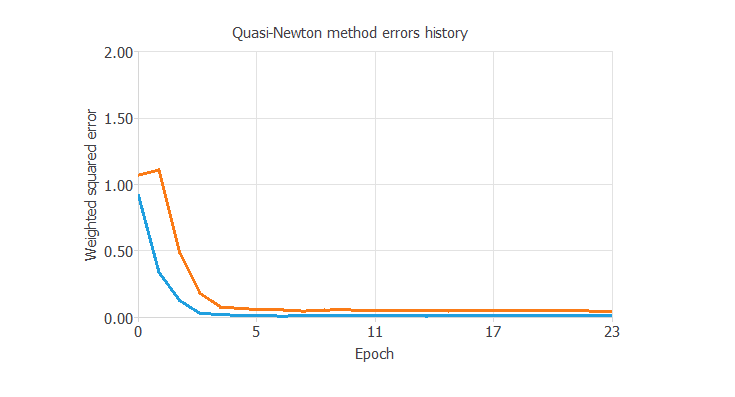 Quasi-Newton method errors history
Weighted squared error
2.00
1.50
1.00
0.50
0.00
0 5 11 17 23
Epoch